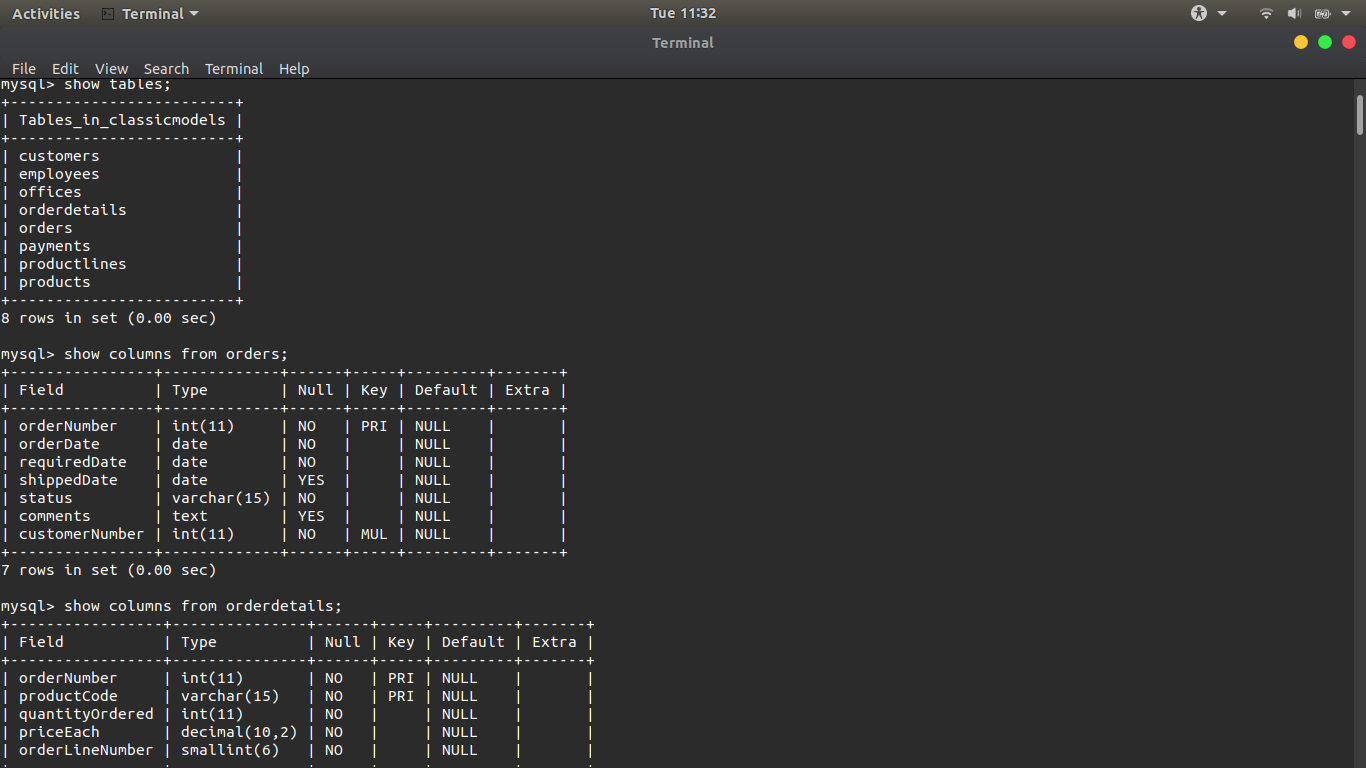 Activities Terminal Tue 11:32
Terminal
File Edit View Search Terminal Help
mysql> show tables;
+-------------------------+
| Tables_in_classicmodels |
+-------------------------+
| customers               |
| employees               |
| offices                 |
| orderdetails            |
| orders                  |
| payments                |
| productlines            |
| products                |
+-------------------------+
8 rows in set (0.00 sec)

mysql> show columns from orders;
+----------------+-------------+------+-----+---------+-------+
| Field          | Type        | Null | Key | Default | Extra |
+----------------+-------------+------+-----+---------+-------+
| orderNumber    | int(11)     | NO   | PRI | NULL    |       |
| orderDate      | date        | NO   |     | NULL    |       |
| requiredDate   | date        | NO   |     | NULL    |       |
| shippedDate    | date        | YES  |     | NULL    |       |
| status         | varchar(15) | NO   |     | NULL    |       |
| comments       | text        | YES  |     | NULL    |       |
| customerNumber | int(11)     | NO   | MUL | NULL    |       |
+----------------+-------------+------+-----+---------+-------+
7 rows in set (0.00 sec)

mysql> show columns from orderdetails;
+-----------------+---------------+------+-----+---------+-------+
| Field           | Type          | Null | Key | Default | Extra |
+-----------------+---------------+------+-----+---------+-------+
| orderNumber     | int(11)       | NO   | PRI | NULL    |       |
| productCode     | varchar(15)   | NO   | PRI | NULL    |       |
| quantityOrdered | int(11)       | NO   |     | NULL    |       |
| priceEach       | decimal(10,2) | NO   |     | NULL    |       |
| orderLineNumber | smallint(6)   | NO   |     | NULL    |       |